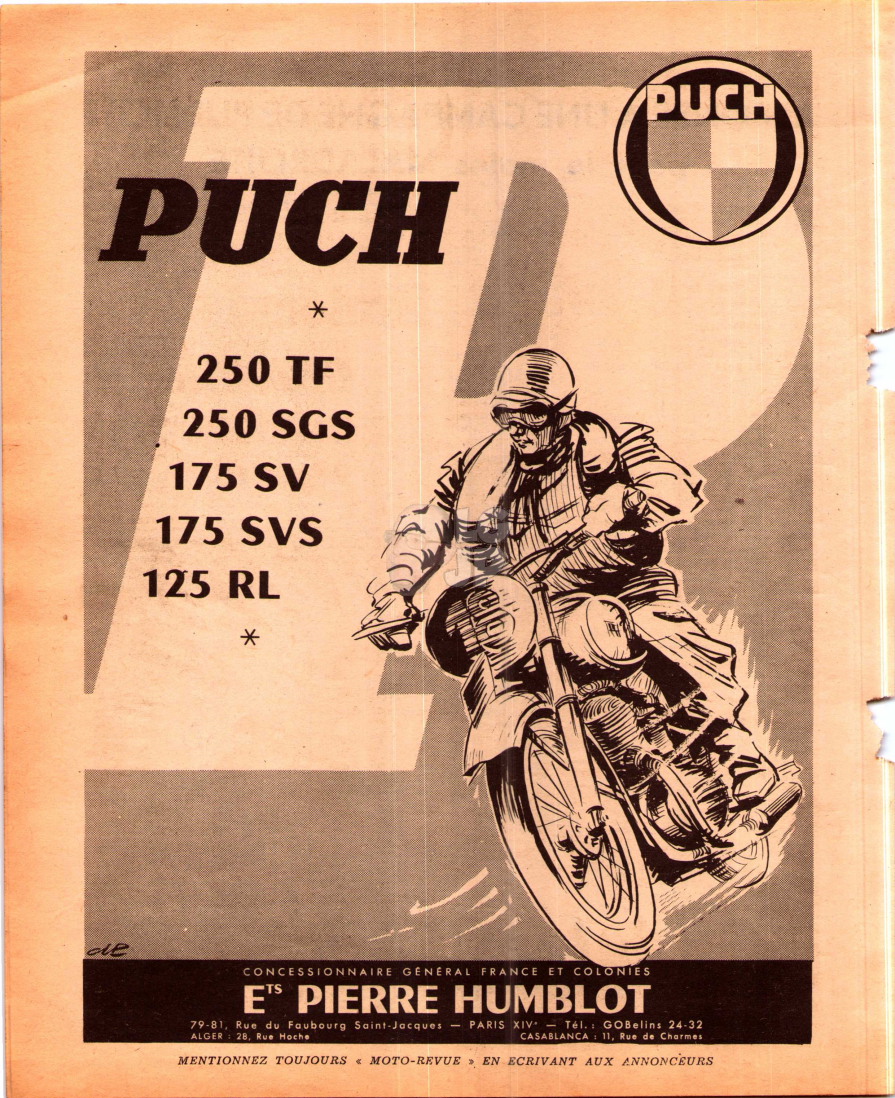 PUCH
PUCH
*
250 TF
250 SGS
175 SV
175 SVS
125 RL
*
CONCESSIONNAIRE GÉNÉRAL FRANCE ET COLONIES
ETS PIERRE HUMBLOT
79-81, Rue du Faubourg Saint-Jacques — PARIS XIVe — Tél.: GOBelins 24-32
ALGER : 28, Rue Hoche CASABLANCA : 11, Rue de Charmes
MENTIONNEZ TOUJOURS « MOTO-REVUE » EN ECRIVANT AUX ANNONCEURS